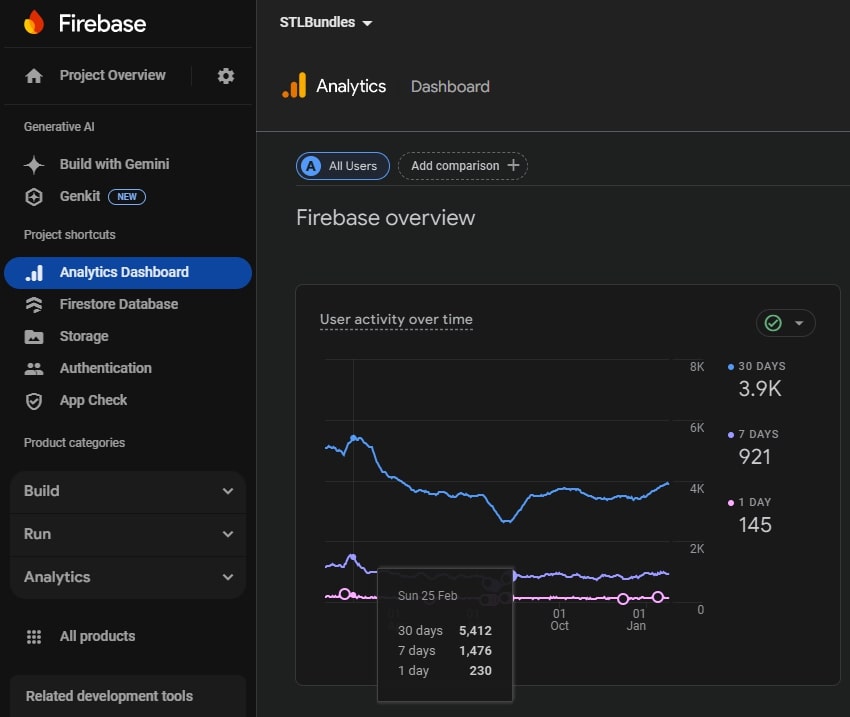 Firebase
Project Overview
Generative AI
Build with Gemini
Genkit NEW
Project shortcuts
Analytics Dashboard
Firestore Database
Storage
Authentication
App Check
Product categories
Build
Run
Analytics
All products
Related development tools
STLBundles
Analytics Dashboard
A All Users
Add comparison +
Firebase overview
User activity over time
8K
6K
4K
2K
0
01
Oct
01
Jan
30 DAYS
3.9K
7 DAYS
921
1 DAY
145
Sun 25 Feb
30 days 5,412
7 days 1,476
1 day 230